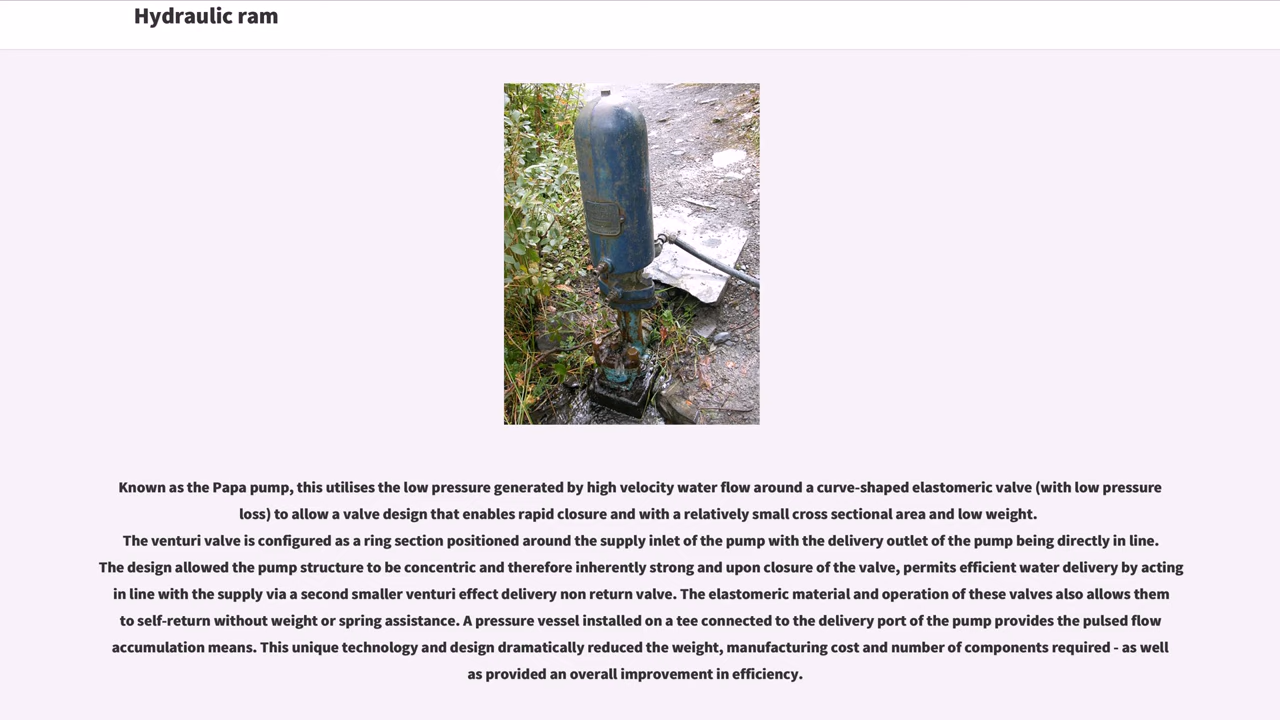 Hydraulic ram
Known as the Papa pump, this utilises the low pressure generated by high velocity water flow around a curve-shaped elastomeric valve (with low pressure
loss) to allow a valve design that enables rapid closure and with a relatively small cross sectional area and low weight.
The venturi valve is configured as a ring section positioned around the supply inlet of the pump with the delivery outlet of the pump being directly in line.
The design allowed the pump structure to be concentric and therefore inherently strong and upon closure of the valve, permits efficient water delivery by acting
in line with the supply via a second smaller venturi effect delivery non return valve. The elastomeric material and operation of these valves also allows them
to self-return without weight or spring assistance. A pressure vessel installed on a tee connected to the delivery port of the pump provides the pulsed flow
accumulation means. This unique technology and design dramatically reduced the weight, manufacturing cost and number of components required - as well
as provided an overall improvement in efficiency.